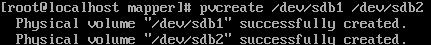 [root@localhost mapper]# pvcreate /dev/sdb1 /dev/sdb2
Physical volume "/dev/sdb1" successfully created.
Physical volume "/dev/sdb2" successfully created.